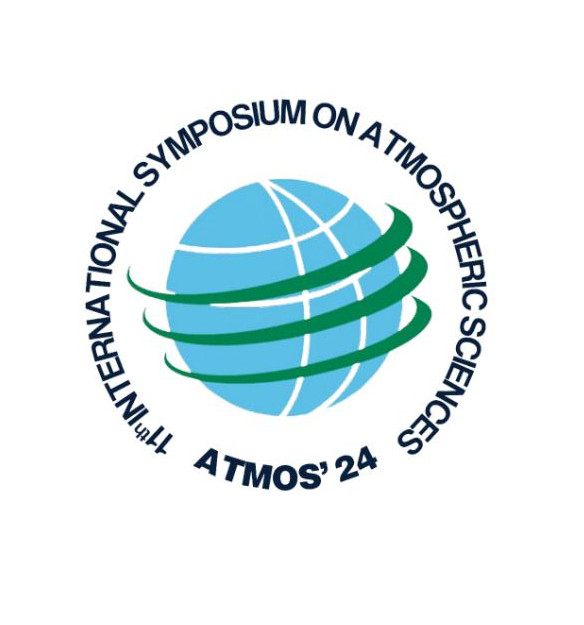 11th INTERNATIONAL SYMPOSIUM ON ATMOSPHERIC SCIENCES
ATMOS' 24